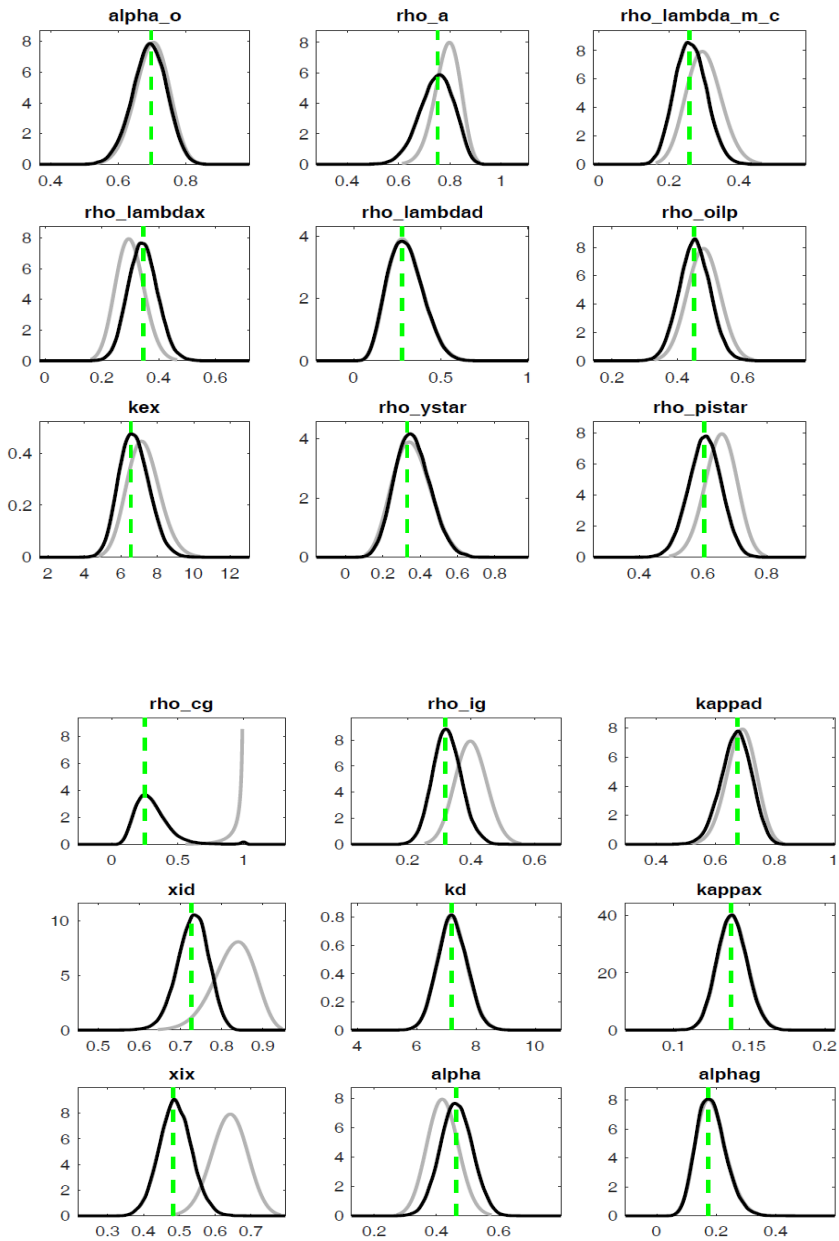 alpha_o rho_a rho_lambda_m_c
8 8 8
6 6 6
4 4 4
2 2 2
0 0 0
0.4 0.6 0.8 0.4 0.6 0.8 1 0 0.2 0.4
rho_lambdax rho_lambdad rho_oilp
8 4 8
6 6
4 2 4
2 2
0 0 0
0 0.2 0.4 0.6 0 0.5 1 0.2 0.4 0.6
kex rho_ystar rho_pistar
0.4 4 8
6
0.2 2 4
2
0 0 0
2 4 6 8 10 12 0 0.2 0.4 0.6 0.8 0.4 0.6 0.8
rho_cg rho_ig kappad
8 8 8
6 6 6
4 4 4
2 2 2
0 0 0
0 0.5 1 0.2 0.4 0.6 0.4 0.6 0.8 1
xid kd kappax
10 0.8 40
0.6
5 0.4 20
0.2
0 0 0
0.5 0.6 0.7 0.8 0.9 4 6 8 10 0.1 0.15 0.2
xix alpha alphag
8 8 8
6 6 6
4 4 4
2 2 2
0 0 0
0.3 0.4 0.5 0.6 0.7 0.2 0.4 0.6 0 0.2 0.4